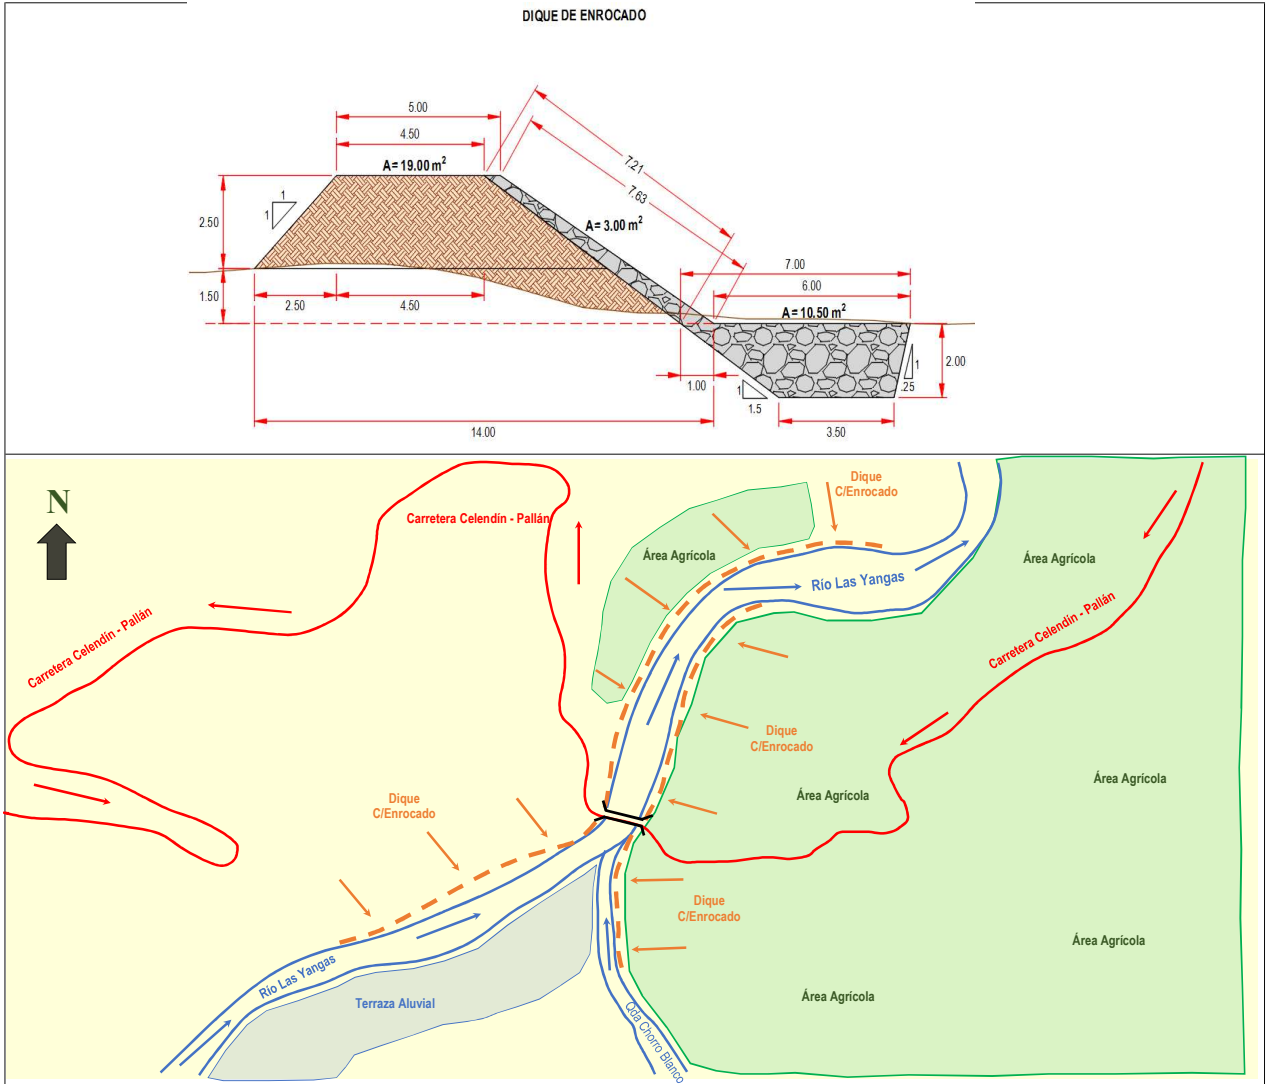 DIQUE DE ENROCADO
5.00
4.50
A= 19.00 m²
7.21
7.63
1
1
2.50
A= 3.00 m²
7.00
6.00
1.50
2.50
4.50
A= 10.50 m²
1.00
1
1.5
1
.25
2.00
3.50
14.00
N
Carretera Celendín - Pallán
Dique
C/Enrocado
Área Agrícola
Río Las Yangas
Área Agrícola
Carretera Celendín - Pallán
Carretera Celendín - Pallán
Dique
C/Enrocado
Área Agrícola
Área Agrícola
Dique
C/Enrocado
Dique
C/Enrocado
Área Agrícola
Río Las Yangas
Terraza Aluvial
Área Agrícola
Qda Chorro Blanco